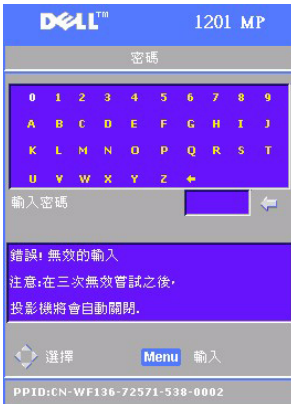 DELL™ 1201 MP
密碼
0 1 2 3 4 5 6 7 8 9
A B C D E F G H I J
K L M N O P Q R S T
U V W X Y Z ←
輸入密碼
錯誤! 無效的輸入
注意:在三次無效嘗試之後,
投影機將會自動關閉.
選擇 Menu 輸入
PPID:CN-WF136-72571-538-0002